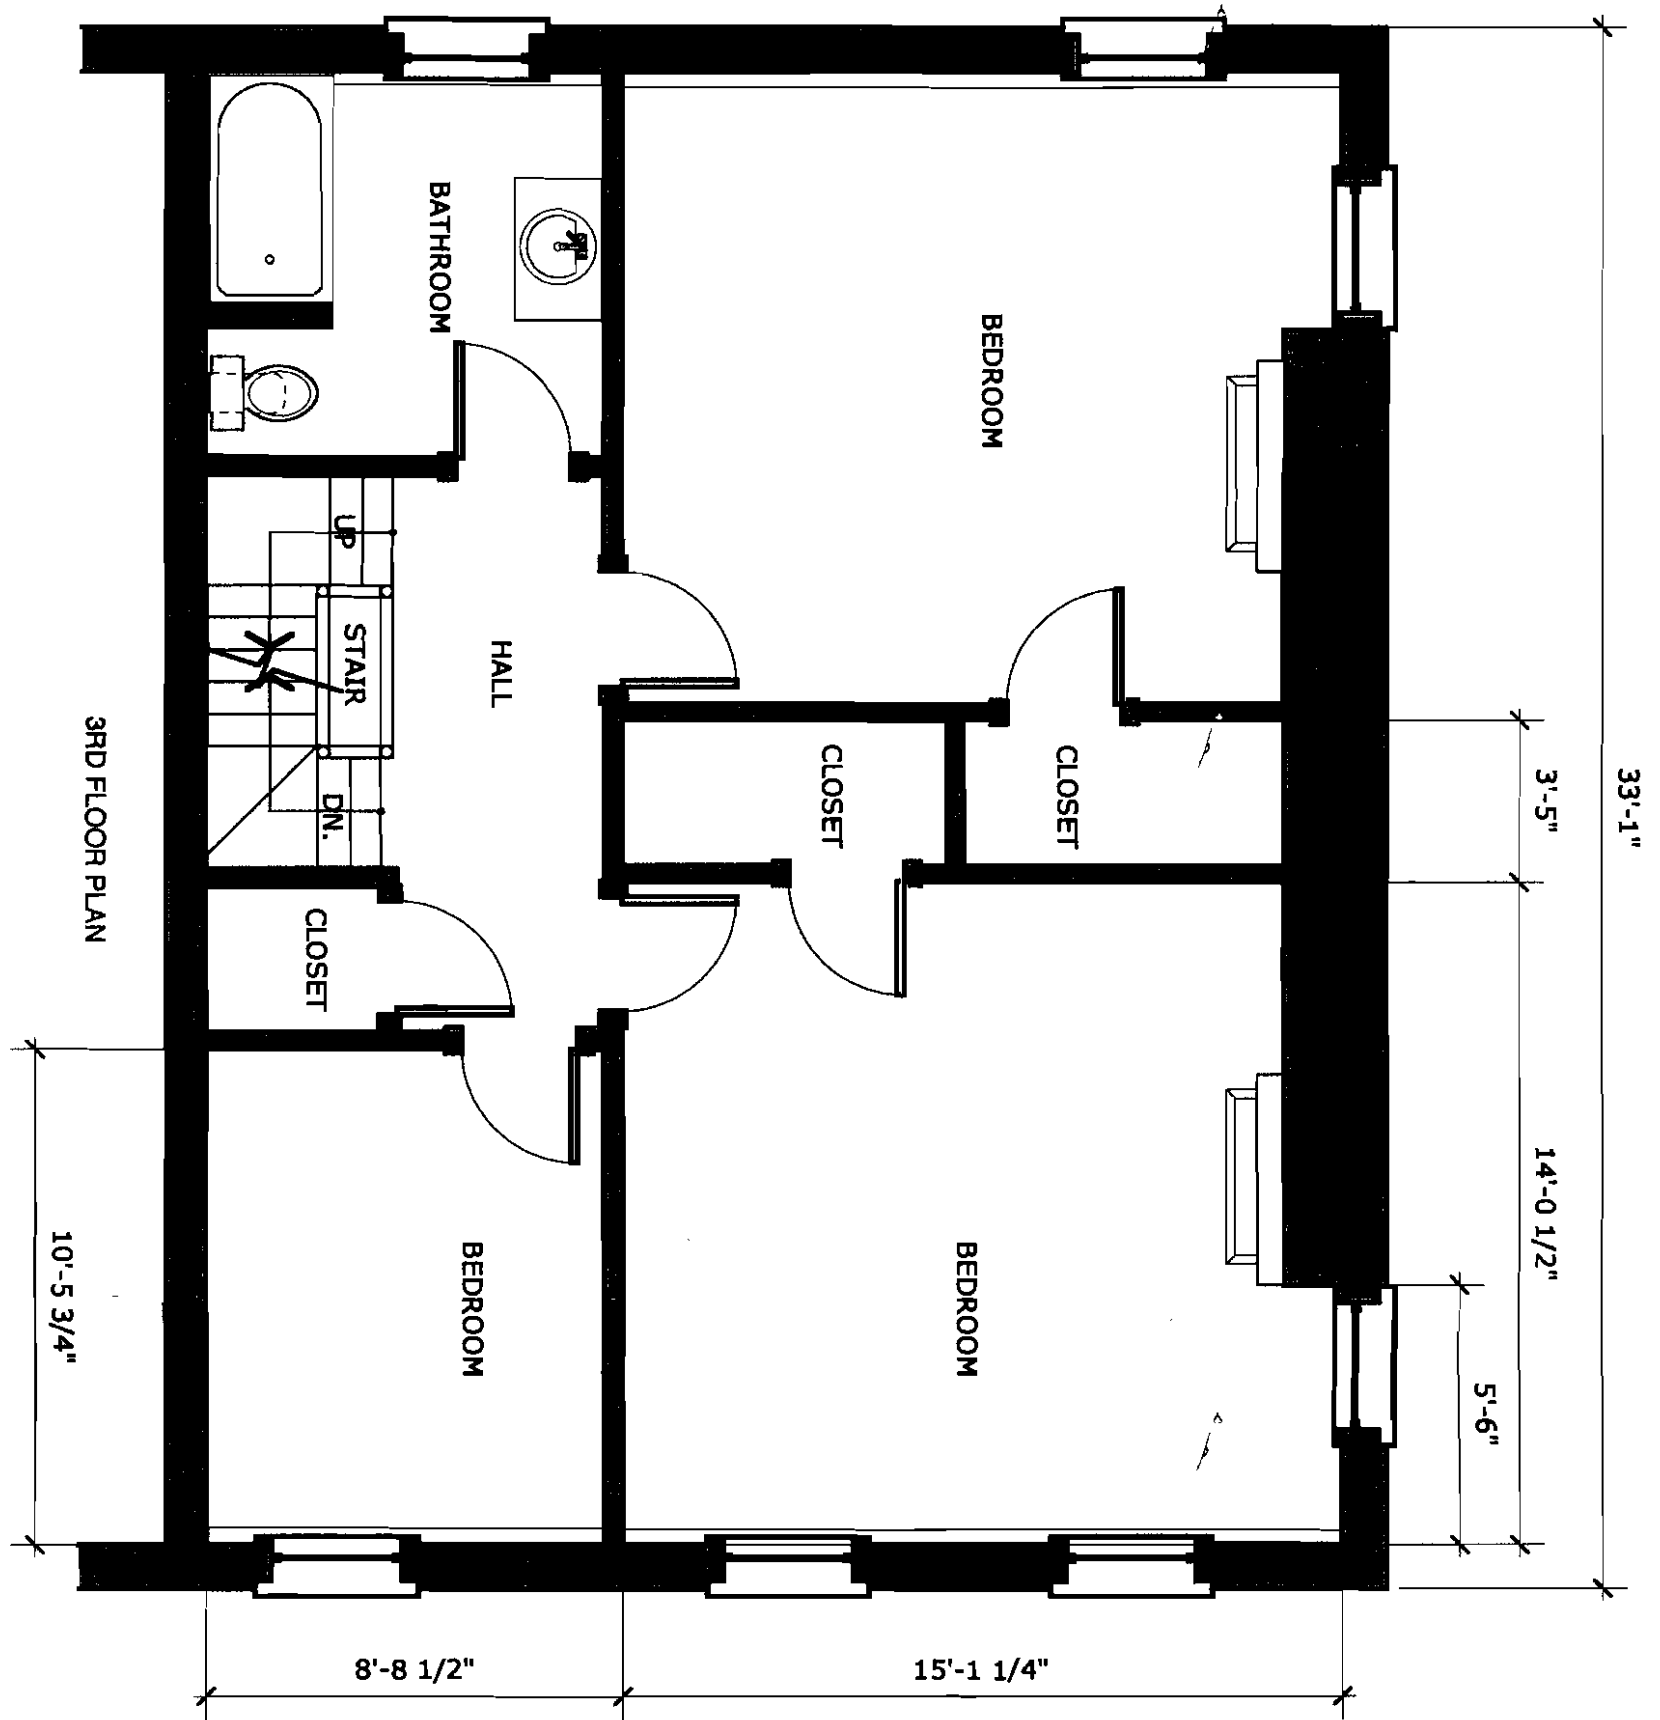 33'-1"
3'-5"
14'-0 1/2"
5'-6"
BEDROOM
CLOSET
CLOSET
BEDROOM
BATHROOM
HALL
UP
STAIR
DN.
CLOSET
BEDROOM
3RD FLOOR PLAN
10'-5 3/4"
8'-8 1/2"
15'-1 1/4"